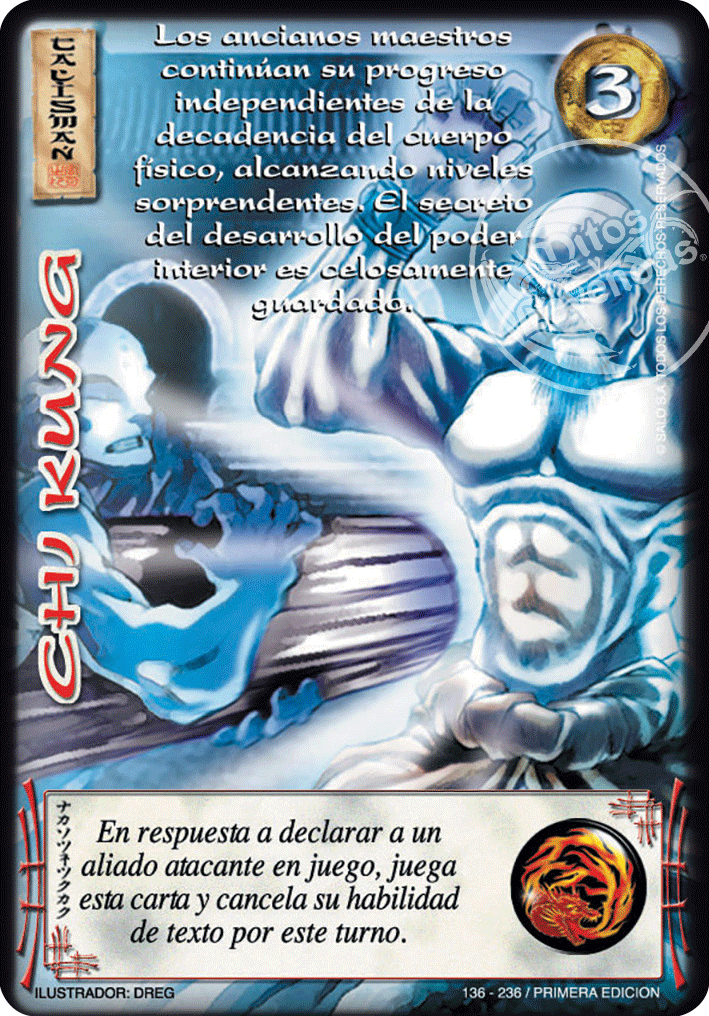 TALISMAN
Los ancianos maestros
continúan su progreso
independientes de la
decadencia del cuerpo
físico, alcanzando niveles
sorprendentes. El secreto
del desarrollo del poder
interior es celosamente
guardado.
3
Mitos
Leyendas®
© SALO S.A. TODOS LOS DERECHOS RESERVADOS
CHI KUNG
ナカソツネツクカク
En respuesta a declarar a un
aliado atacante en juego, juega
esta carta y cancela su habilidad
de texto por este turno.
ILUSTRADOR: DREG
136 - 236 / PRIMERA EDICION